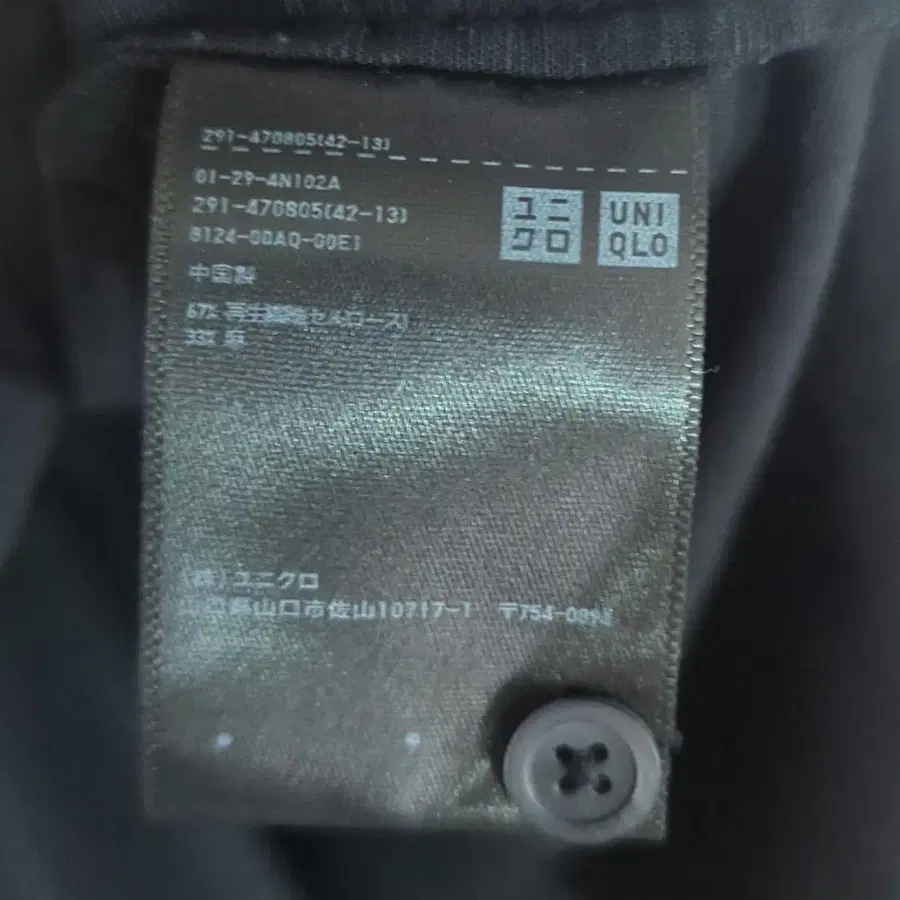 291-470805(42-13)
01-29-4N102A
291-470805(42-13)
8124-00AQ-00E1
ユニ
クロ
UNI
QLO
中国製
67% 再生繊維(セルロース)
33% 麻
(株)ユニクロ
山口県山口市佐山10717-1 〒754-0894